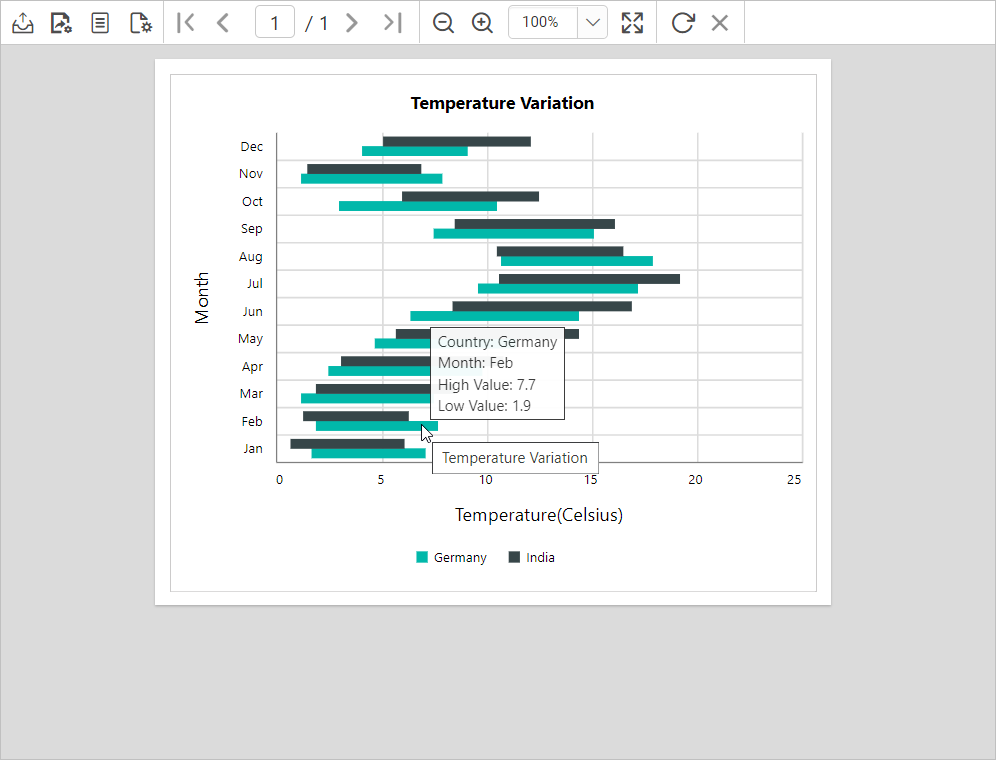 1 / 1 100%
Temperature Variation
Dec
Nov
Oct
Sep
Aug
Jul
Jun
May
Apr
Mar
Feb
Jan
Month
Country: Germany
Month: Feb
High Value: 7.7
Low Value: 1.9
Temperature Variation
0 5 10 15 20 25
Temperature(Celsius)
Germany India